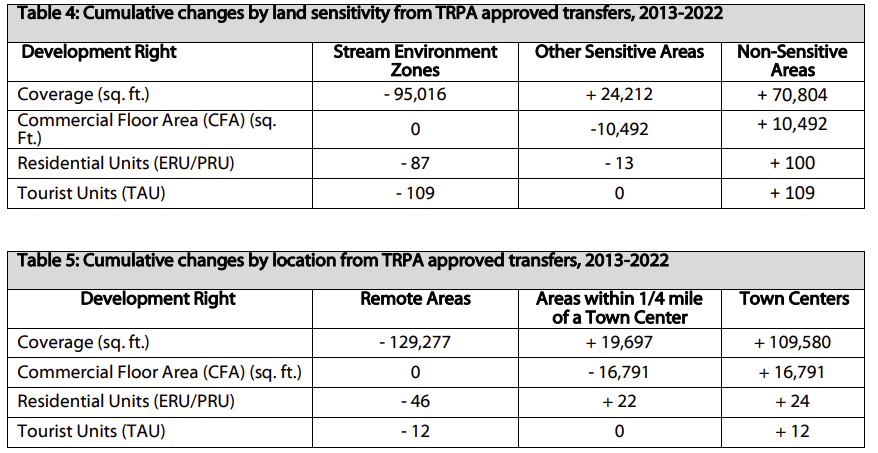 Table 4: Cumulative changes by land sensitivity from TRPA approved transfers, 2013-2022
Development Right Stream Environment Zones Other Sensitive Areas Non-Sensitive Areas
Coverage (sq. ft.) - 95,016 + 24,212 + 70,804
Commercial Floor Area (CFA) (sq. Ft.) 0 -10,492 + 10,492
Residential Units (ERU/PRU) - 87 - 13 + 100
Tourist Units (TAU) - 109 0 + 109
Table 5: Cumulative changes by location from TRPA approved transfers, 2013-2022
Development Right Remote Areas Areas within 1/4 mile of a Town Center Town Centers
Coverage (sq. ft.) - 129,277 + 19,697 + 109,580
Commercial Floor Area (CFA) (sq. ft.) 0 - 16,791 + 16,791
Residential Units (ERU/PRU) - 46 + 22 + 24
Tourist Units (TAU) - 12 0 + 12